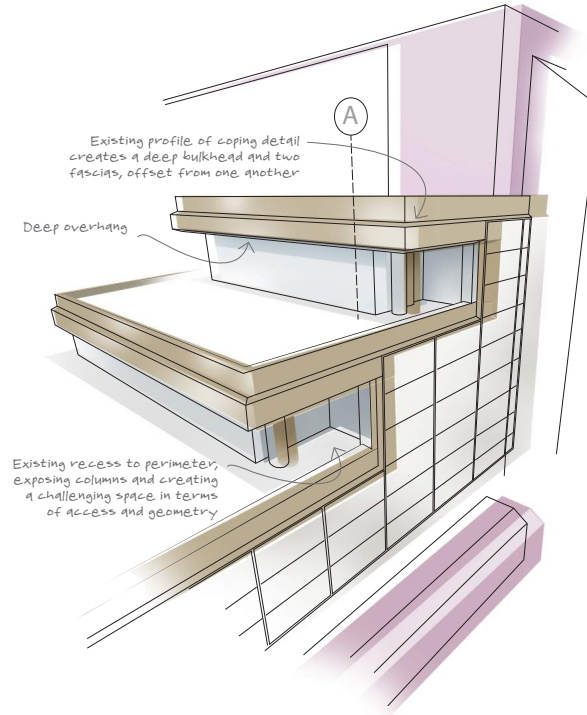 A
Existing profile of coping detail
creates a deep bulkhead and two
fascias, offset from one another
Deep overhang
Existing recess to perimeter,
exposing columns and creating
a challenging space in terms
of access and geometry